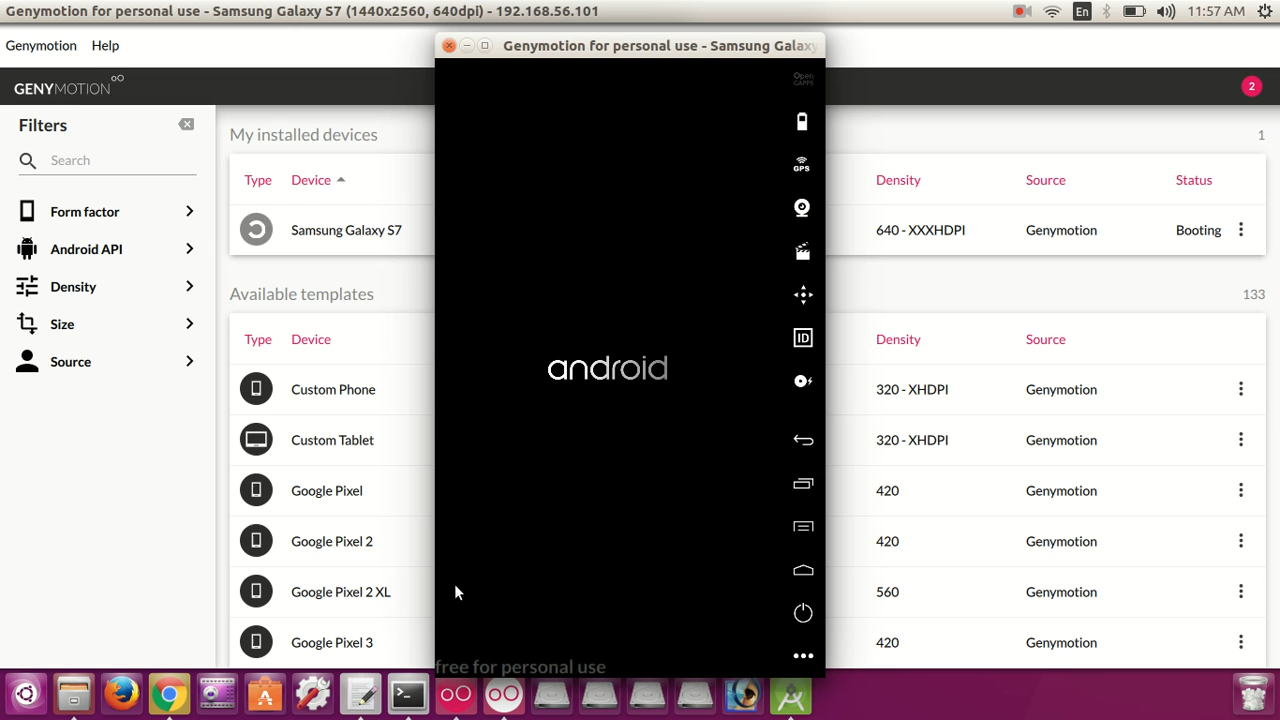 Genymotion for personal use - Samsung Galaxy S7 (1440x2560, 640dpi) - 192.168.56.101
En
11:57 AM
Genymotion Help
Genymotion for personal use - Samsung Galaxy
GENYMOTION
2
Filters
Search
Form factor
Android API
Density
Size
Source
My installed devices
1
Type Device Density Source Status
Samsung Galaxy S7 640 - XXXHDPI Genymotion Booting
Available templates
133
Type Device Density Source
Custom Phone 320 - XHDPI Genymotion
Custom Tablet 320 - XHDPI Genymotion
Google Pixel 420 Genymotion
Google Pixel 2 420 Genymotion
Google Pixel 2 XL 560 Genymotion
Google Pixel 3 420 Genymotion
Open
GAPPS
GPS
ID
android
free for personal use